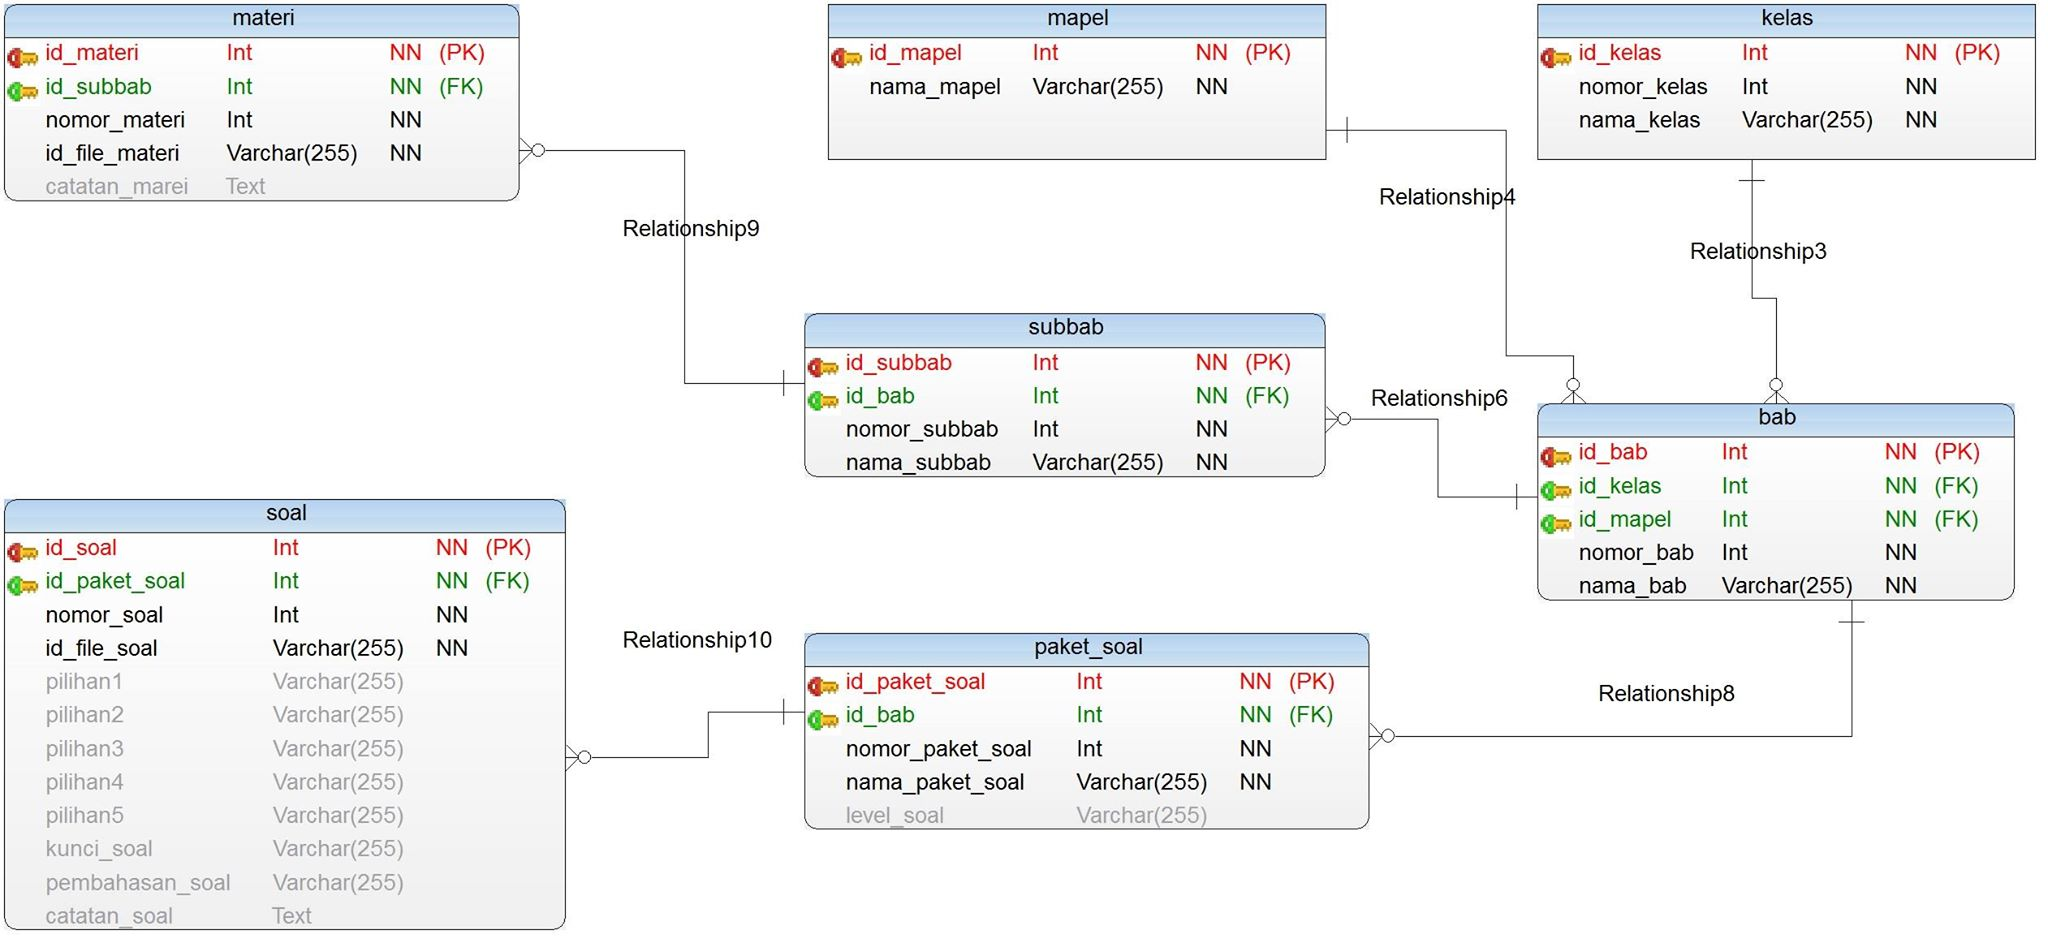 materi
id_materi Int NN (PK)
id_subbab Int NN (FK)
nomor_materi Int NN
id_file_materi Varchar(255) NN
catatan_marei Text
mapel
id_mapel Int NN (PK)
nama_mapel Varchar(255) NN
kelas
id_kelas Int NN (PK)
nomor_kelas Int NN
nama_kelas Varchar(255) NN
Relationship9
Relationship4
Relationship3
subbab
id_subbab Int NN (PK)
id_bab Int NN (FK)
nomor_subbab Int NN
nama_subbab Varchar(255) NN
Relationship6
bab
id_bab Int NN (PK)
id_kelas Int NN (FK)
id_mapel Int NN (FK)
nomor_bab Int NN
nama_bab Varchar(255) NN
soal
id_soal Int NN (PK)
id_paket_soal Int NN (FK)
nomor_soal Int NN
id_file_soal Varchar(255) NN
pilihan1 Varchar(255)
pilihan2 Varchar(255)
pilihan3 Varchar(255)
pilihan4 Varchar(255)
pilihan5 Varchar(255)
kunci_soal Varchar(255)
pembahasan_soal Varchar(255)
catatan_soal Text
Relationship10
paket_soal
id_paket_soal Int NN (PK)
id_bab Int NN (FK)
nomor_paket_soal Int NN
nama_paket_soal Varchar(255) NN
level_soal Varchar(255)
Relationship8